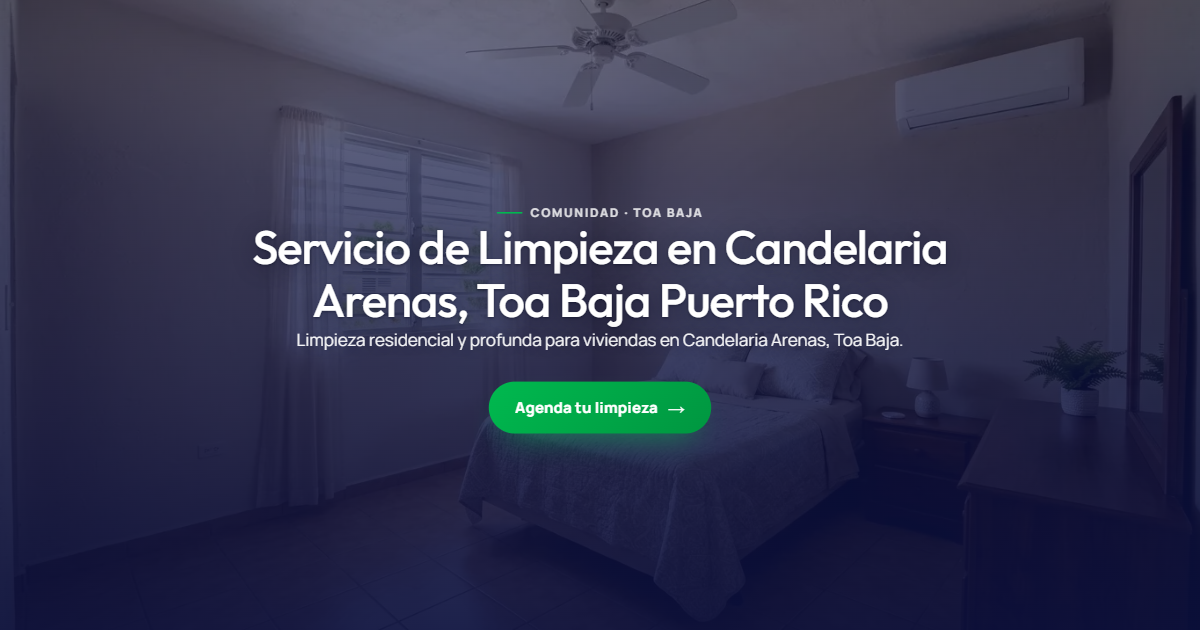 COMUNIDAD · TOA BAJA
Servicio de Limpieza en Candelaria
Arenas, Toa Baja Puerto Rico
Limpieza residencial y profunda para viviendas en Candelaria Arenas, Toa Baja.
Agenda tu limpieza →